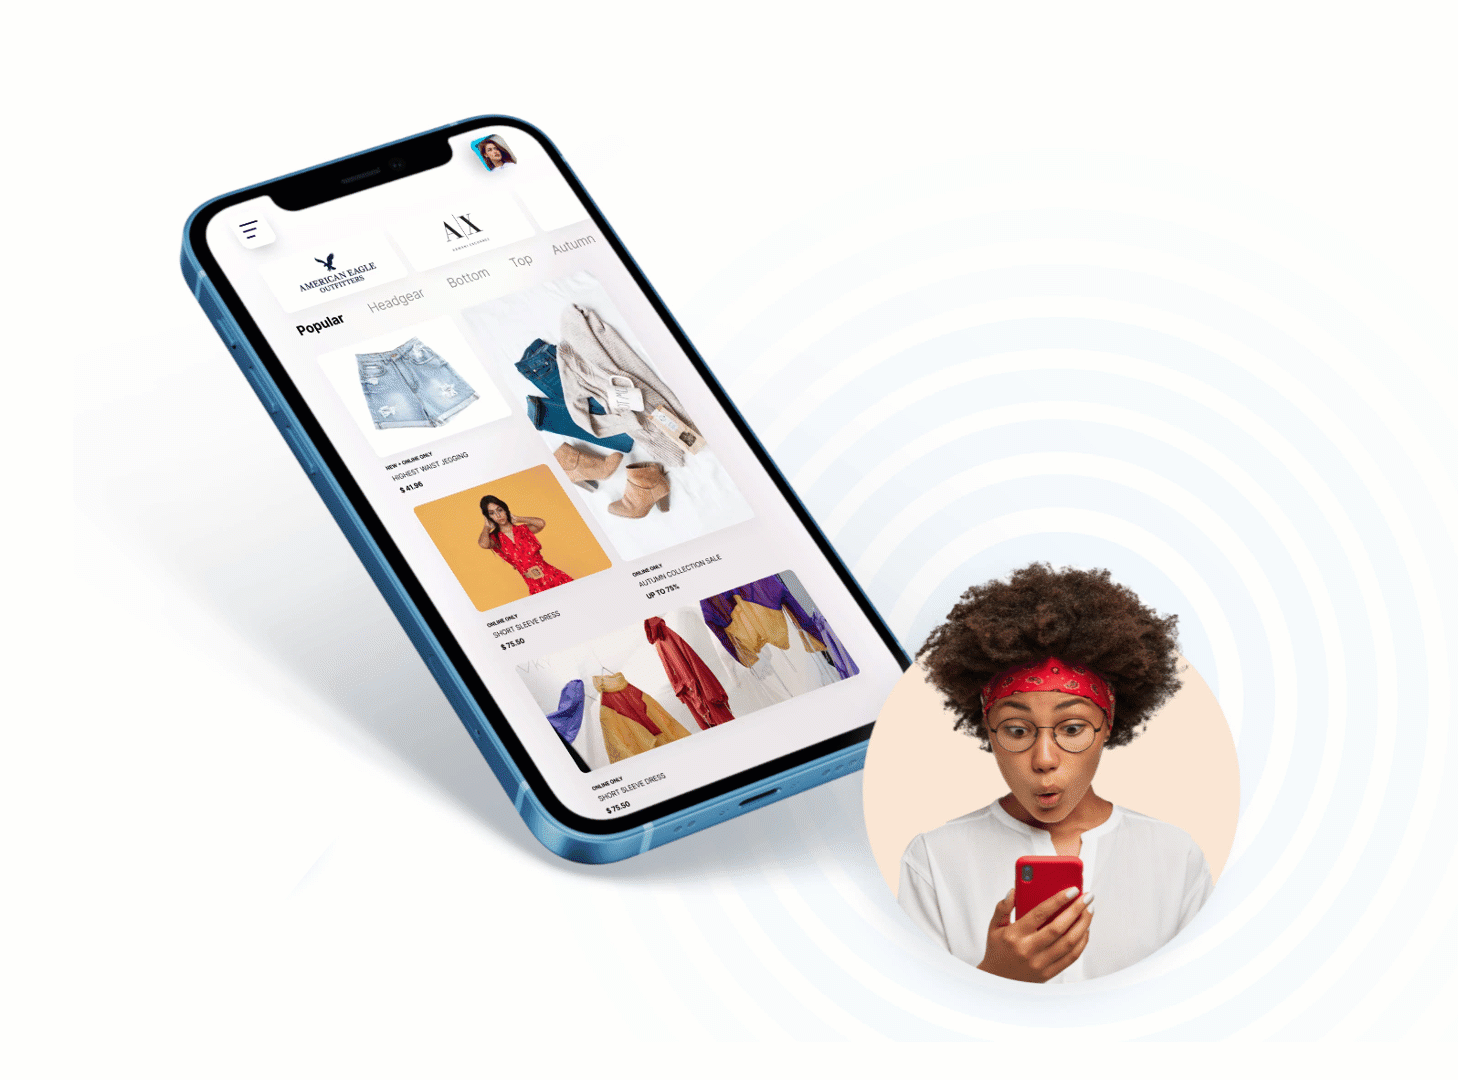 A|X
ARMANI EXCHANGE
AMERICAN EAGLE
OUTFITTERS
Popular Headgear Bottom Top Autumn
NEW + ONLINE ONLY
HIGHEST WAIST JEGGING
$ 41.96
ONLINE ONLY
AUTUMN COLLECTION SALE
UP TO 75%
ONLINE ONLY
SHORT SLEEVE DRESS
$ 75.50
ONLINE ONLY
SHORT SLEEVE DRESS
$ 75.50